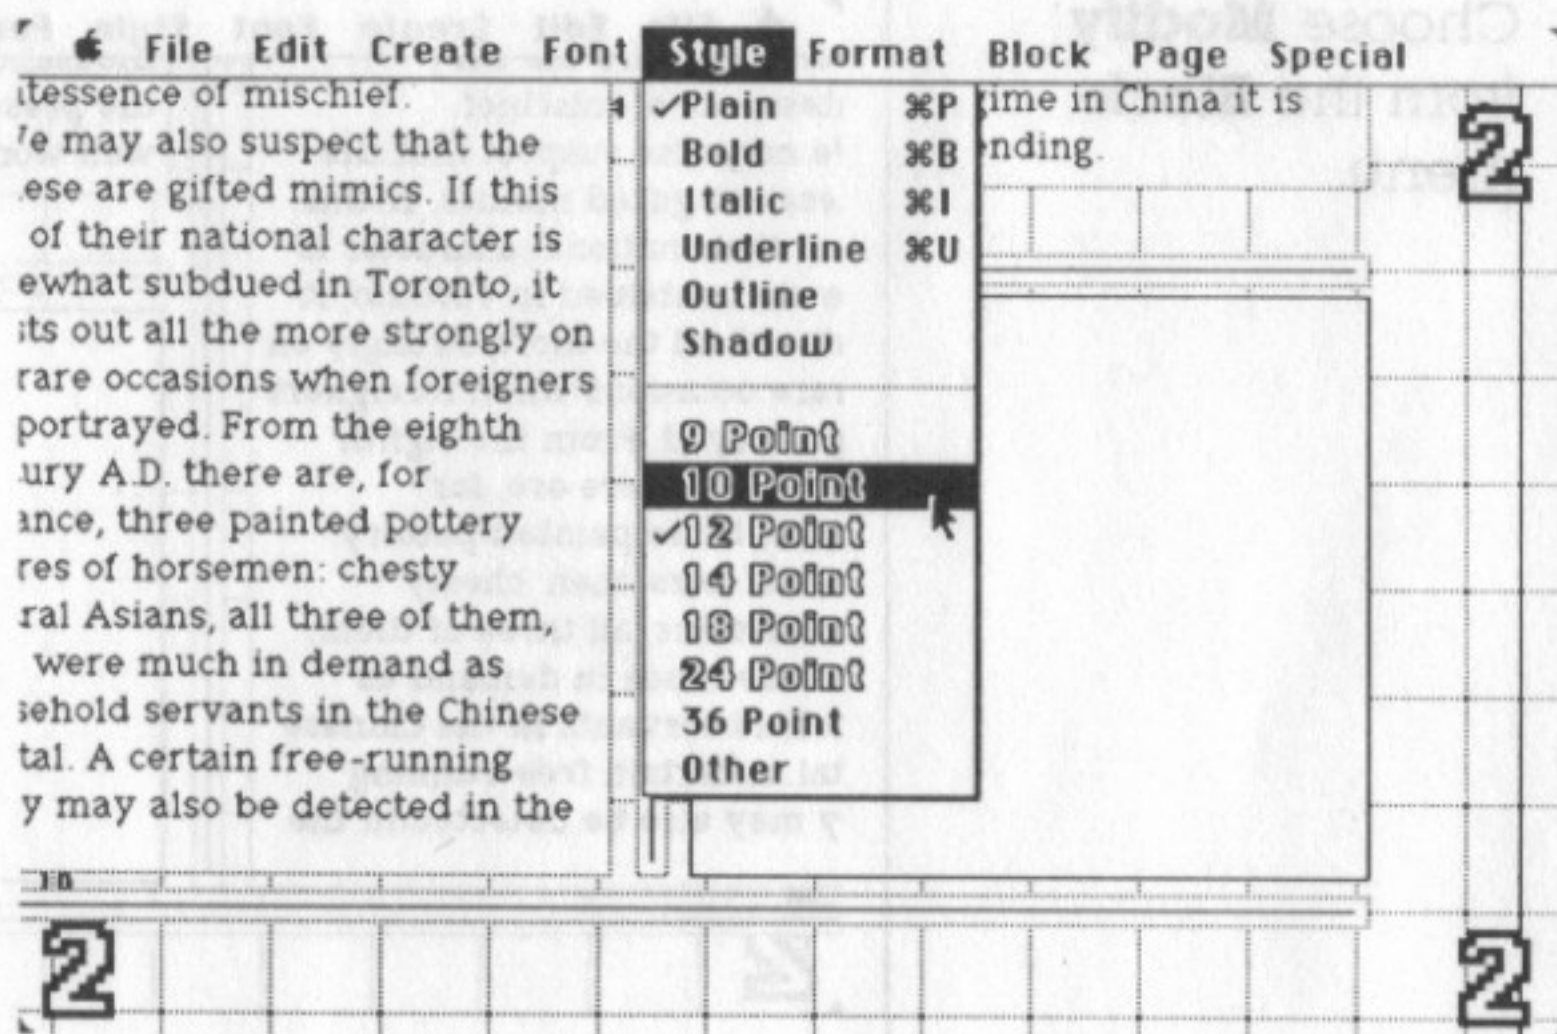 File Edit Create Font Style Format Block Page Special
tessence of mischief.
e may also suspect that the
ese are gifted mimics. If this
of their national character is
ewhat subdued in Toronto, it
ts out all the more strongly on
rare occasions when foreigners
portrayed. From the eighth
ury A.D. there are, for
ance, three painted pottery
res of horsemen: chesty
ral Asians, all three of them,
were much in demand as
sehold servants in the Chinese
tal. A certain free-running
y may also be detected in the
✓Plain ⌘P
Bold ⌘B
Italic ⌘I
Underline ⌘U
Outline
Shadow
9 Point
10 Point
✓12 Point
14 Point
18 Point
24 Point
36 Point
Other
ime in China it is
nding.
2
2
2